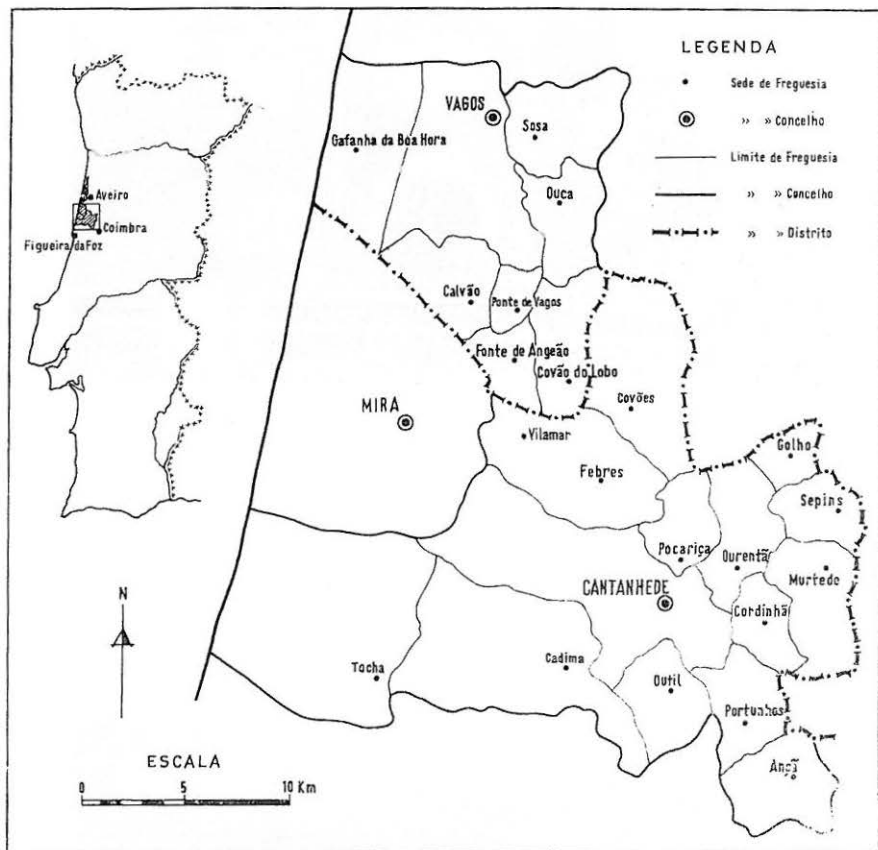 LEGENDA
Sede de Freguesia
» » Concelho
Limite de Freguesia
» » Concelho
» » Distrito
Aveiro
Coimbra
Figueira da Foz
VAGOS
Sosa
Gafanha da Boa Hora
Ouca
Calvão
Ponte de Vagos
Fonte de Angeão
Covão do Lobo
Covões
MIRA
Vilamar
Febres
Golho
Sepins
Pocariça
Ourentã
Murtede
CANTANHEDE
Cordinhã
Tocha
Cadima
Outil
Portunhos
Ançã
N
ESCALA
0 10 Km